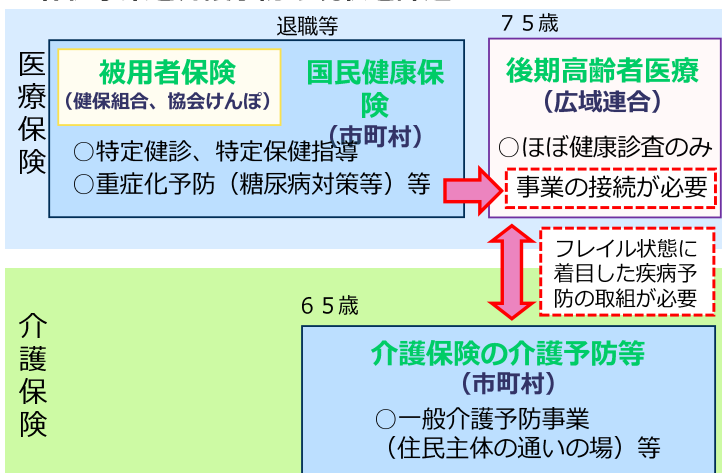 退職等
７５歳
医療保険
被用者保険
（健保組合、協会けんぽ）
国民健康保
険
（市町村）
○特定健診、特定保健指導
○重症化予防（糖尿病対策等）等
後期高齢者医療
（広域連合）
○ほぼ健康診査のみ
事業の接続が必要
フレイル状態に
着目した疾病予
防の取組が必要
介護保険
６５歳
介護保険の介護予防等
（市町村）
○一般介護予防事業
（住民主体の通いの場）等